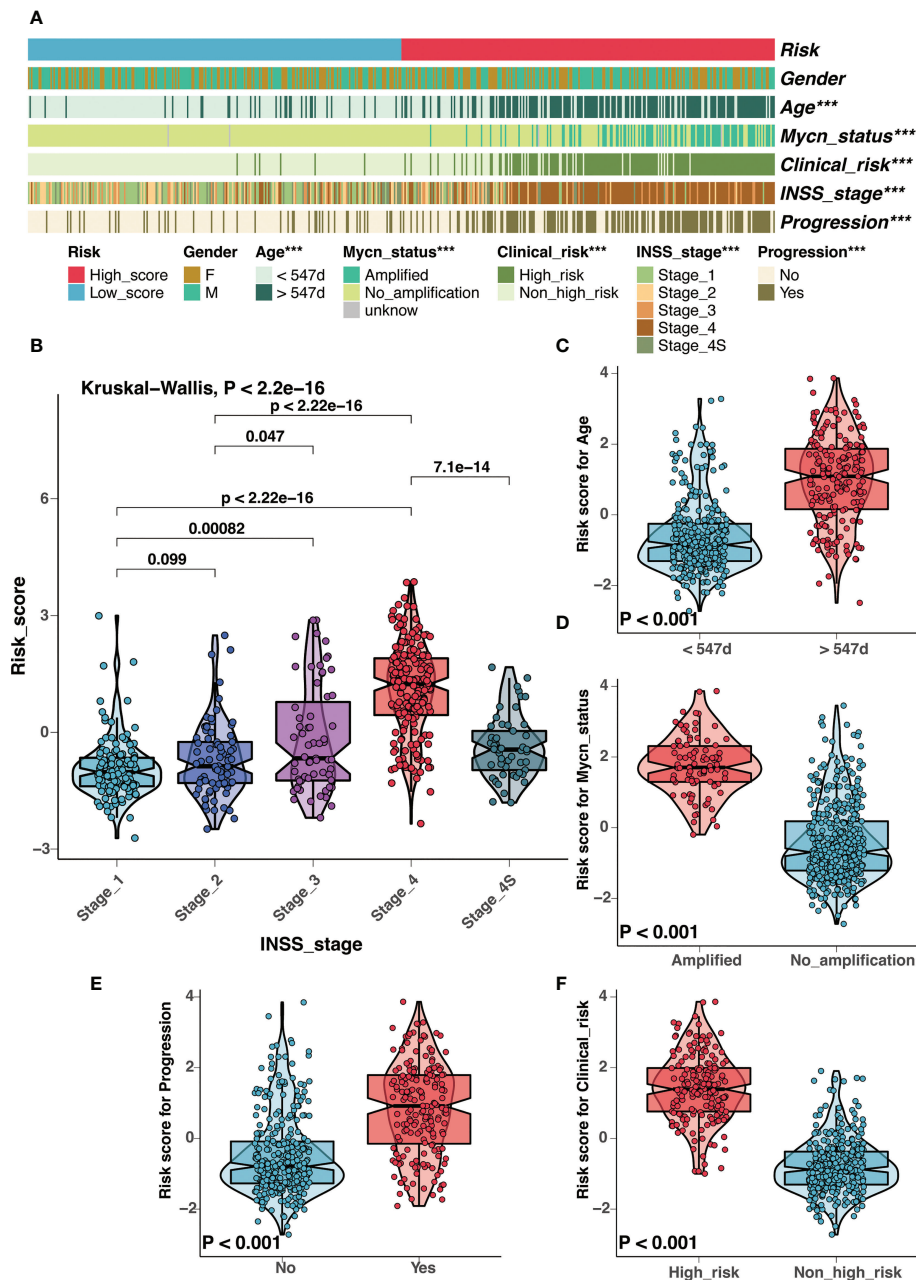 A
Risk
Gender
Age***
Mycn_status***
Clinical_risk***
INSS_stage***
Progression***
Risk Gender Age*** Mycn_status*** Clinical_risk*** INSS_stage*** Progression***
High_score F < 547d Amplified High_risk Stage_1 No
Low_score M > 547d No_amplification Non_high_risk Stage_2 Yes
unknow Stage_3
Stage_4
Stage_4S
B
Kruskal−Wallis, P < 2.2e−16
p < 2.22e−16
0.047
7.1e−14
p < 2.22e−16
0.00082
0.099
6
3
0
−3
Risk_score
Stage_1 Stage_2 Stage_3 Stage_4 Stage_4S
INSS_stage
C
4
2
0
−2
Risk score for Age
P < 0.001
< 547d > 547d
D
4
2
0
−2
Risk score for Mycn_status
P < 0.001
Amplified No_amplification
E
4
2
0
−2
Risk score for Progression
P < 0.001
No Yes
F
4
2
0
−2
Risk score for Clinical_risk
P < 0.001
High_risk Non_high_risk